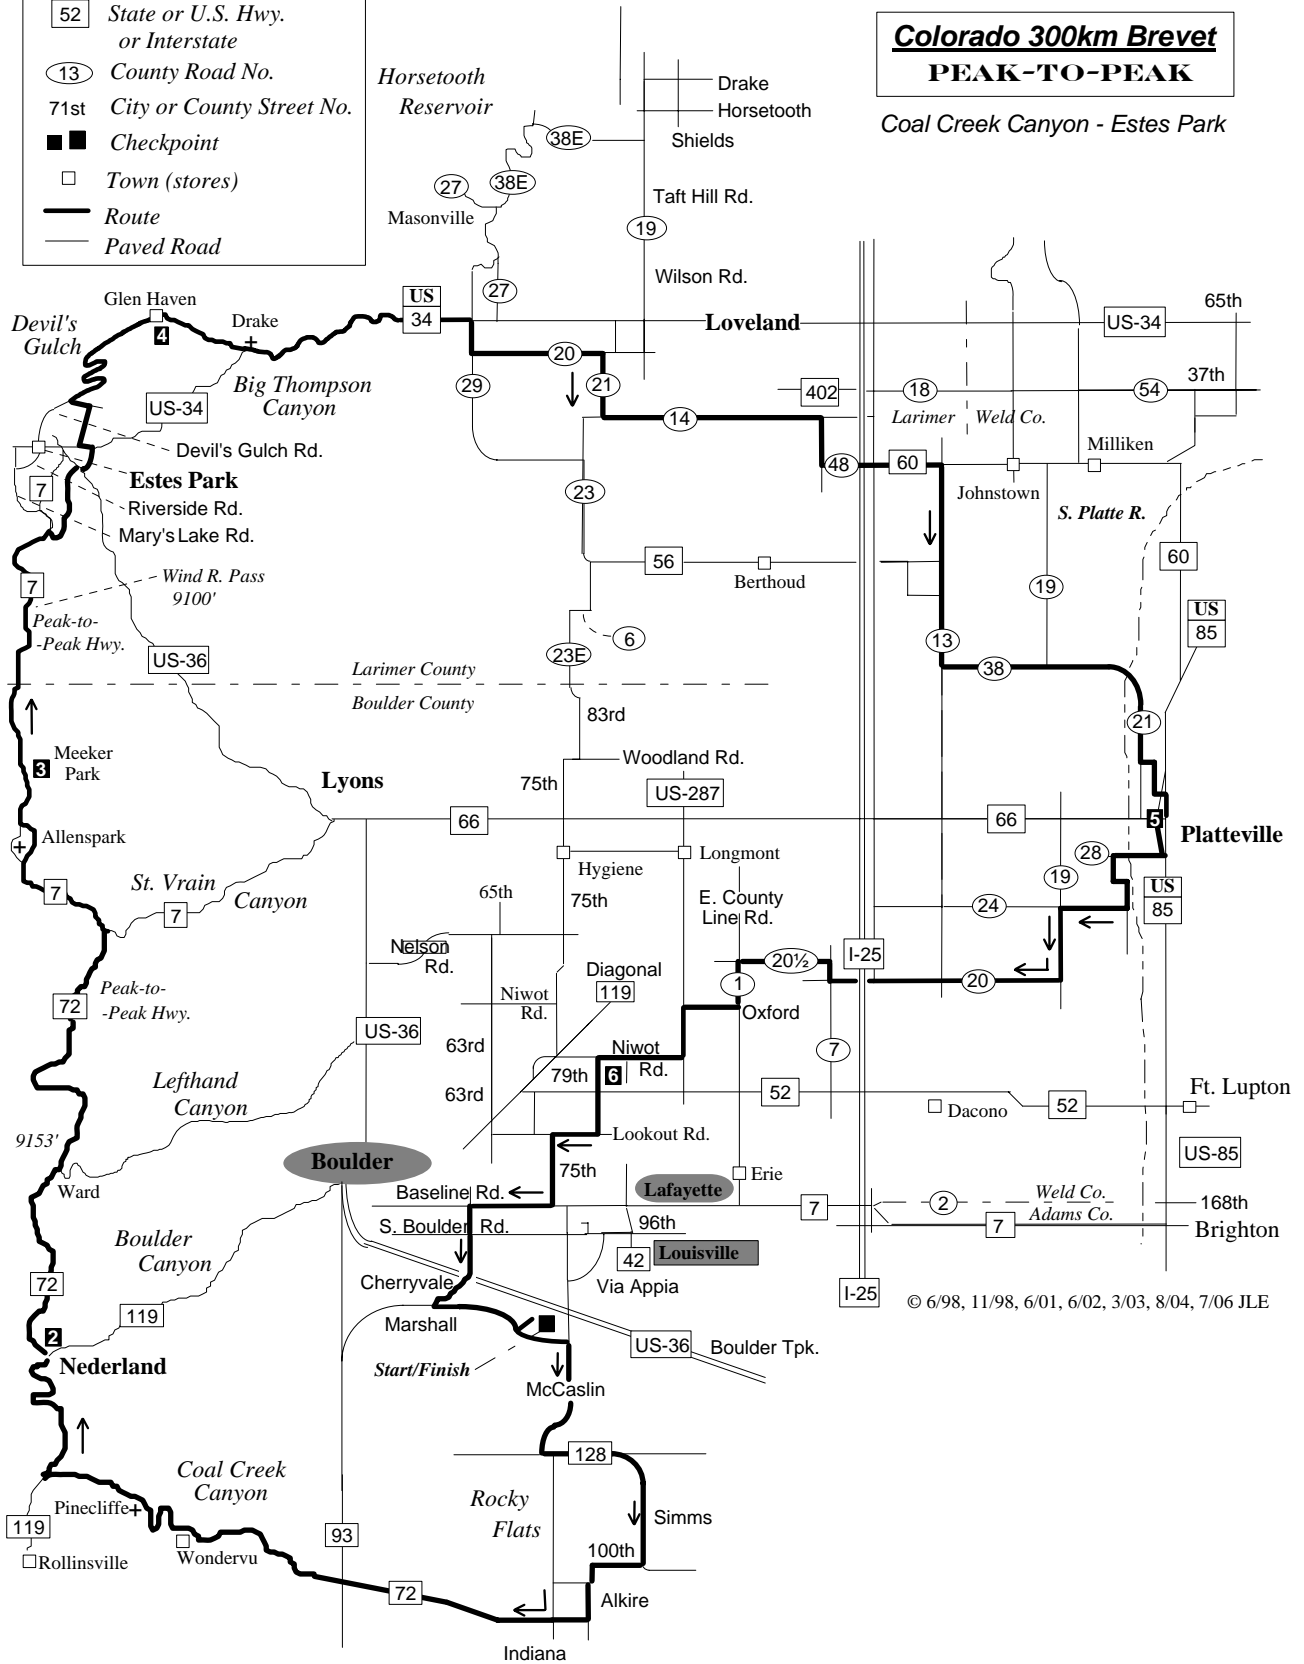 52 State or U.S. Hwy.
or Interstate
13 County Road No.
71st City or County Street No.
Checkpoint
Town (stores)
Route
Paved Road
Colorado 300km Brevet
PEAK-TO-PEAK
Coal Creek Canyon - Estes Park
Horsetooth
Reservoir
Drake
Horsetooth
Shields
38E
38E
27
Masonville
Taft Hill Rd.
19
Wilson Rd.
27
Glen Haven
4
Devil's
Gulch
Drake
US
34
Loveland
US-34
65th
20
29
21
Big Thompson
Canyon
US-34
402
18
54
37th
14
Larimer
Weld Co.
Devil's Gulch Rd.
Milliken
48
60
Estes Park
7
Riverside Rd.
Mary's Lake Rd.
23
Johnstown
S. Platte R.
56
Berthoud
60
7
Wind R. Pass
9100'
19
Peak-to-
-Peak Hwy.
6
US
85
13
23E
US-36
Larimer County
Boulder County
38
83rd
21
3
Meeker
Park
Woodland Rd.
75th
US-287
Lyons
66
66
5
Platteville
Allenspark
Hygiene
Longmont
28
7
St. Vrain
Canyon
7
65th
75th
E. County
Line Rd.
19
US
85
24
Nelson
Rd.
Diagonal
119
20½
I-25
72
Peak-to-
-Peak Hwy.
Niwot
Rd.
1
20
Oxford
US-36
63rd
Niwot
Rd.
7
79th
6
Lefthand
Canyon
63rd
52
Dacono
52
Ft. Lupton
9153'
Lookout Rd.
Boulder
75th
Erie
US-85
Ward
Baseline Rd.
Lafayette
7
2
Weld Co.
Adams Co.
168th
S. Boulder Rd.
96th
7
Brighton
Boulder
Canyon
42
Louisville
72
Cherryvale
Via Appia
I-25
© 6/98, 11/98, 6/01, 6/02, 3/03, 8/04, 7/06 JLE
119
Marshall
2
US-36
Boulder Tpk.
Nederland
Start/Finish
McCaslin
128
Coal Creek
Canyon
Rocky
Flats
Pinecliffe
Simms
119
93
100th
Rollinsville
Wondervu
72
Alkire
Indiana